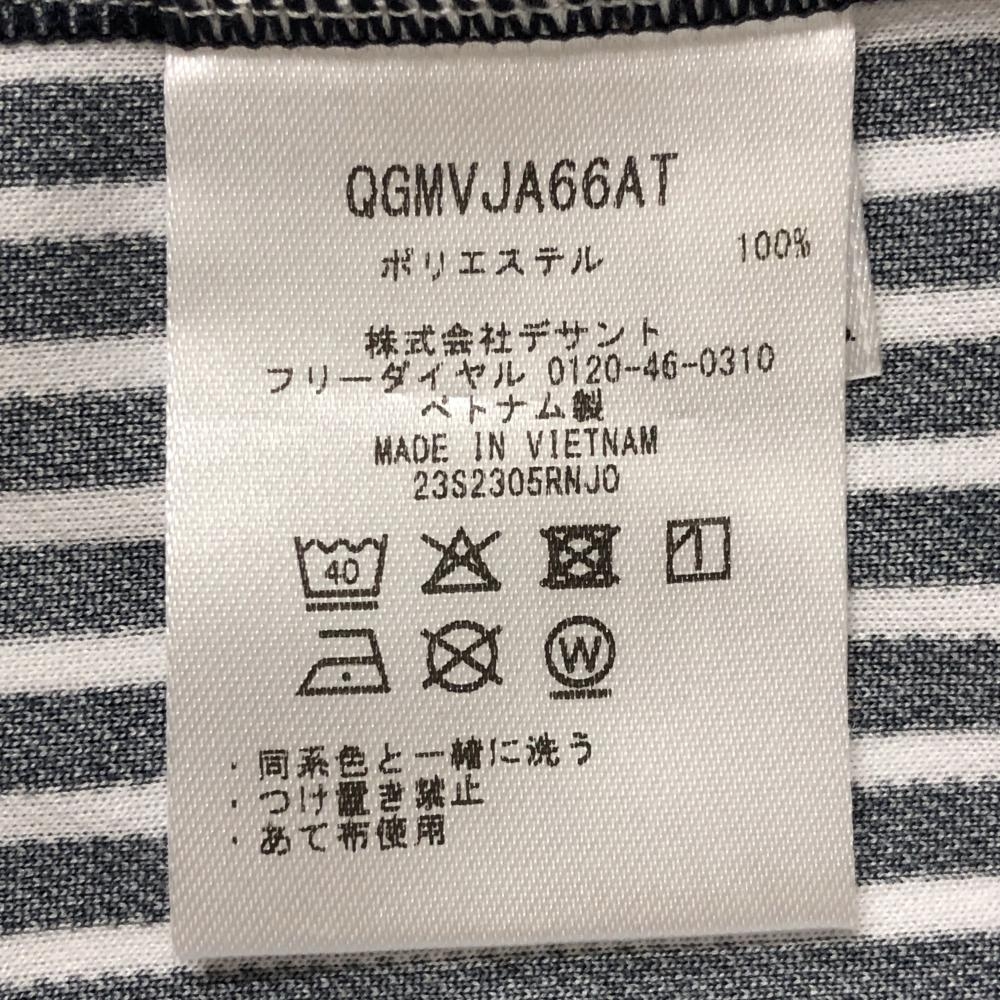 QGMVJA66AT
ポリエステル 100%
株式会社デサント
フリーダイヤル 0120-46-0310
ベトナム製
MADE IN VIETNAM
23S2305RNJO
40
W
・同系色と一緒に洗う
・つけ置き禁止
・あて布使用